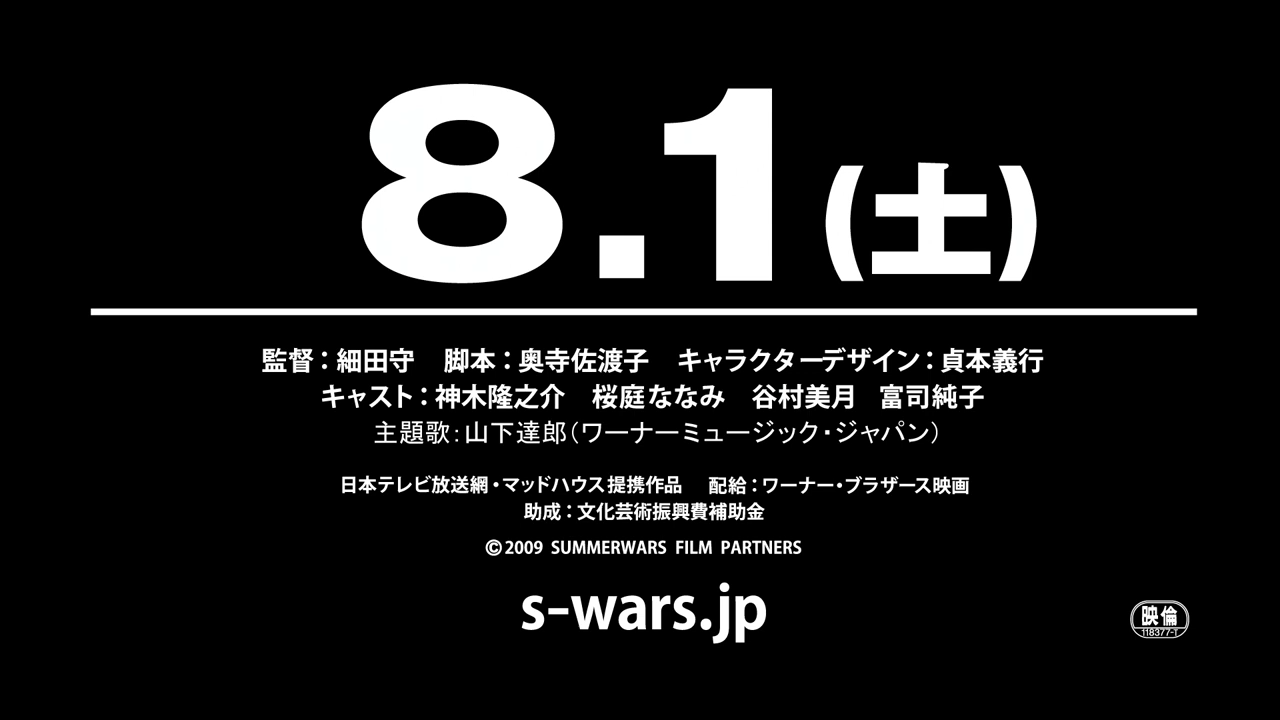 8.1(土)
監督：細田守　脚本：奥寺佐渡子　キャラクターデザイン：貞本義行
キャスト：神木隆之介　桜庭ななみ　谷村美月　富司純子
主題歌：山下達郎（ワーナーミュージック・ジャパン）
日本テレビ放送網・マッドハウス提携作品　配給：ワーナー・ブラザース映画
助成：文化芸術振興費補助金
©2009 SUMMERWARS FILM PARTNERS
s-wars.jp
映倫
118377-T